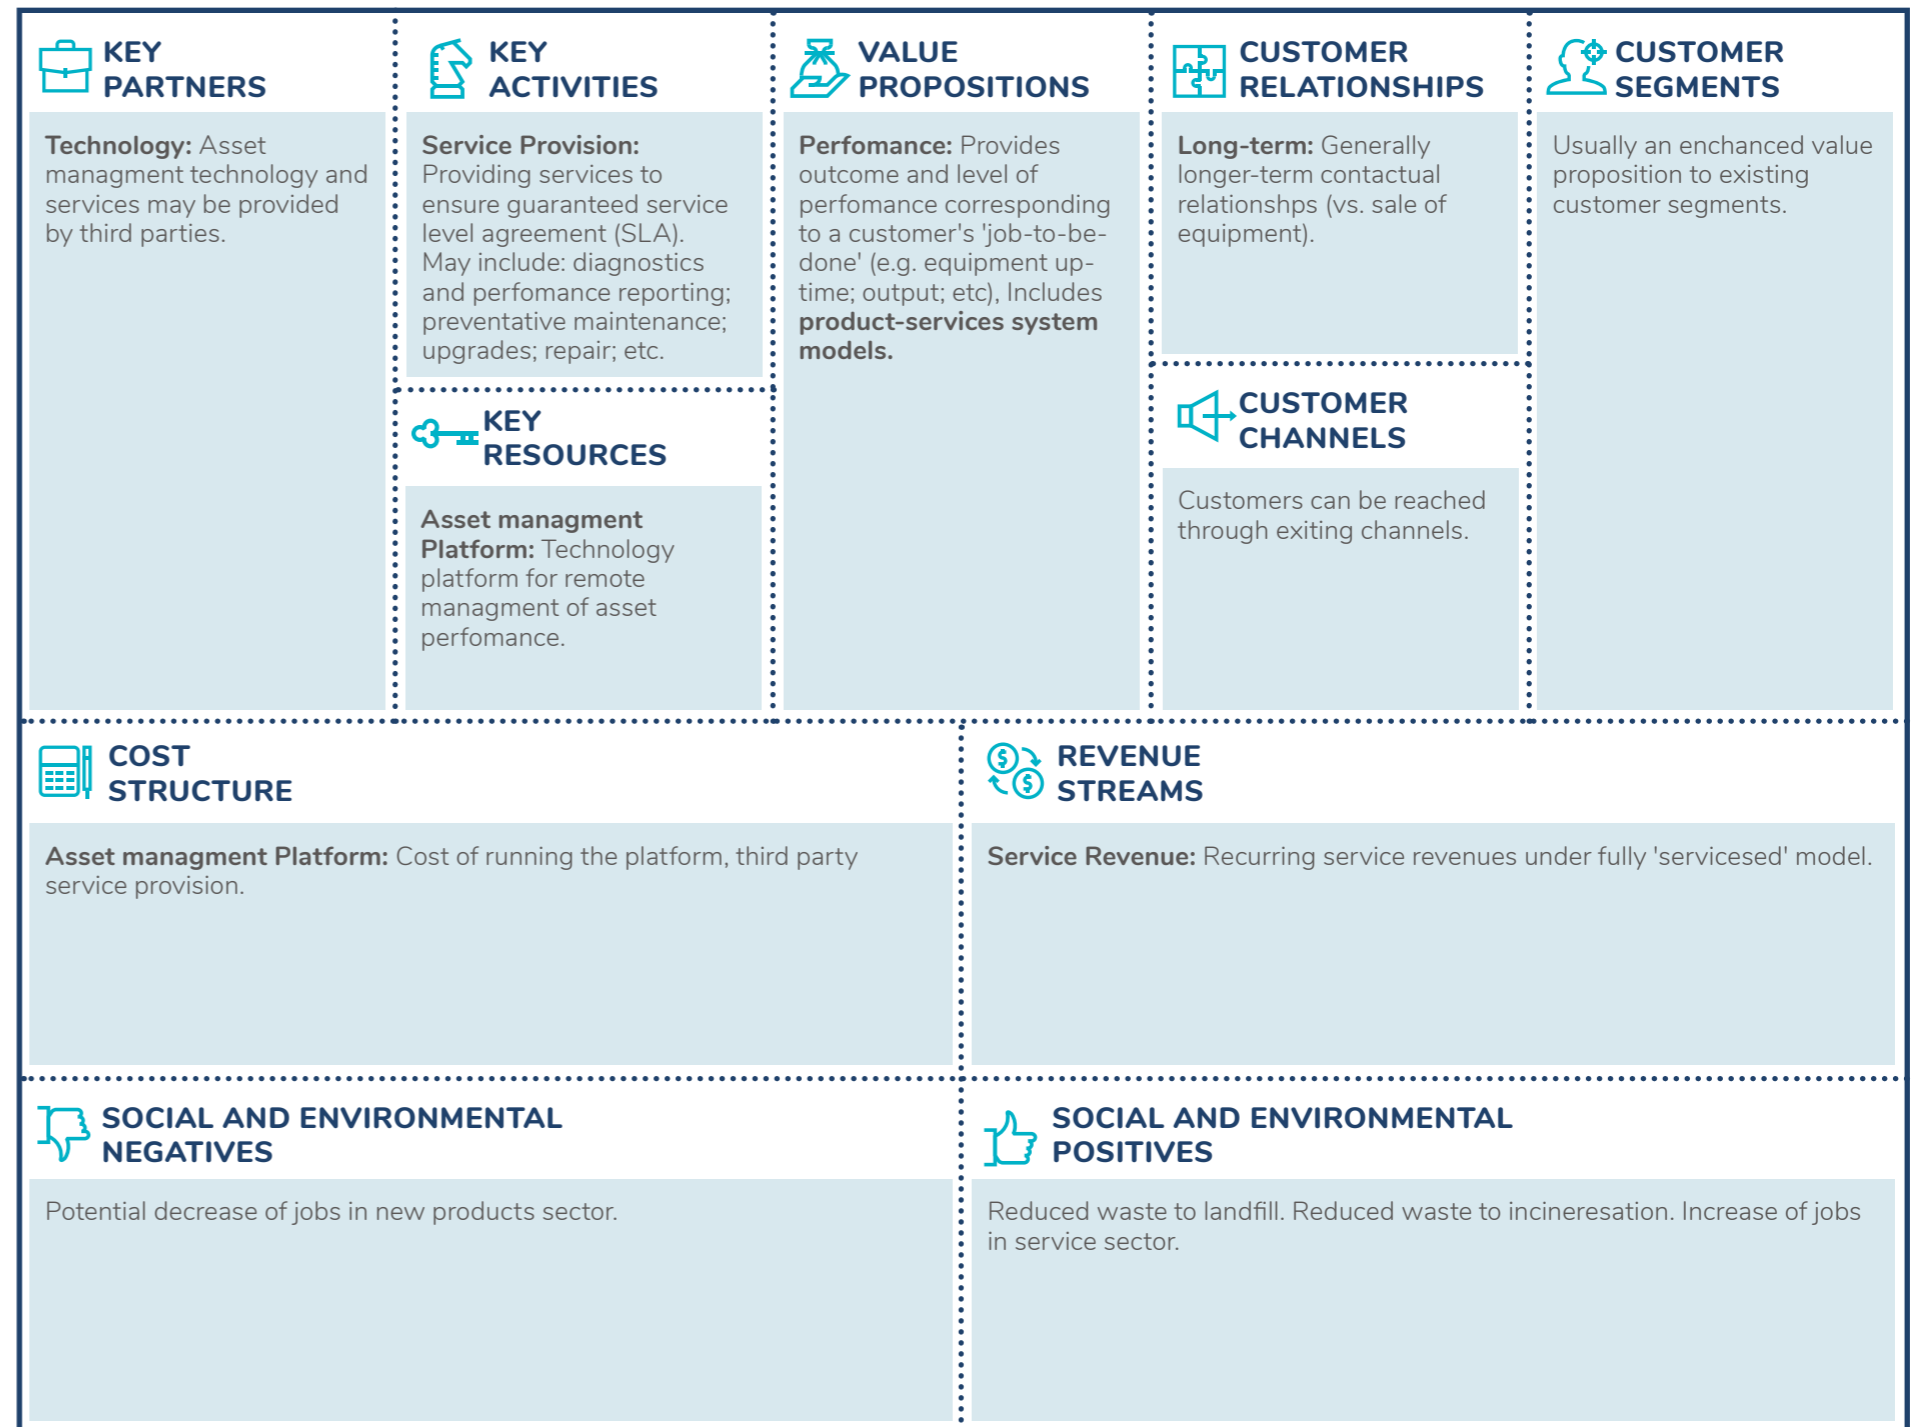 KEY
PARTNERS
Technology: Asset
managment technology and
services may be provided
by third parties.
KEY
ACTIVITIES
Service Provision:
Providing services to
ensure guaranteed service
level agreement (SLA).
May include: diagnostics
and perfomance reporting;
preventative maintenance;
upgrades; repair; etc.
KEY
RESOURCES
Asset managment
Platform: Technology
platform for remote
managment of asset
perfomance.
VALUE
PROPOSITIONS
Perfomance: Provides
outcome and level of
perfomance corresponding
to a customer's 'job-to-be-
done' (e.g. equipment up-
time; output; etc), Includes
product-services system
models.
CUSTOMER
RELATIONSHIPS
Long-term: Generally
longer-term contactual
relationshps (vs. sale of
equipment).
CUSTOMER
CHANNELS
Customers can be reached
through exiting channels.
CUSTOMER
SEGMENTS
Usually an enchanced value
proposition to existing
customer segments.
COST
STRUCTURE
Asset managment Platform: Cost of running the platform, third party
service provision.
REVENUE
STREAMS
Service Revenue: Recurring service revenues under fully 'servicesed' model.
SOCIAL AND ENVIRONMENTAL
NEGATIVES
Potential decrease of jobs in new products sector.
SOCIAL AND ENVIRONMENTAL
POSITIVES
Reduced waste to landfill. Reduced waste to incineresation. Increase of jobs
in service sector.